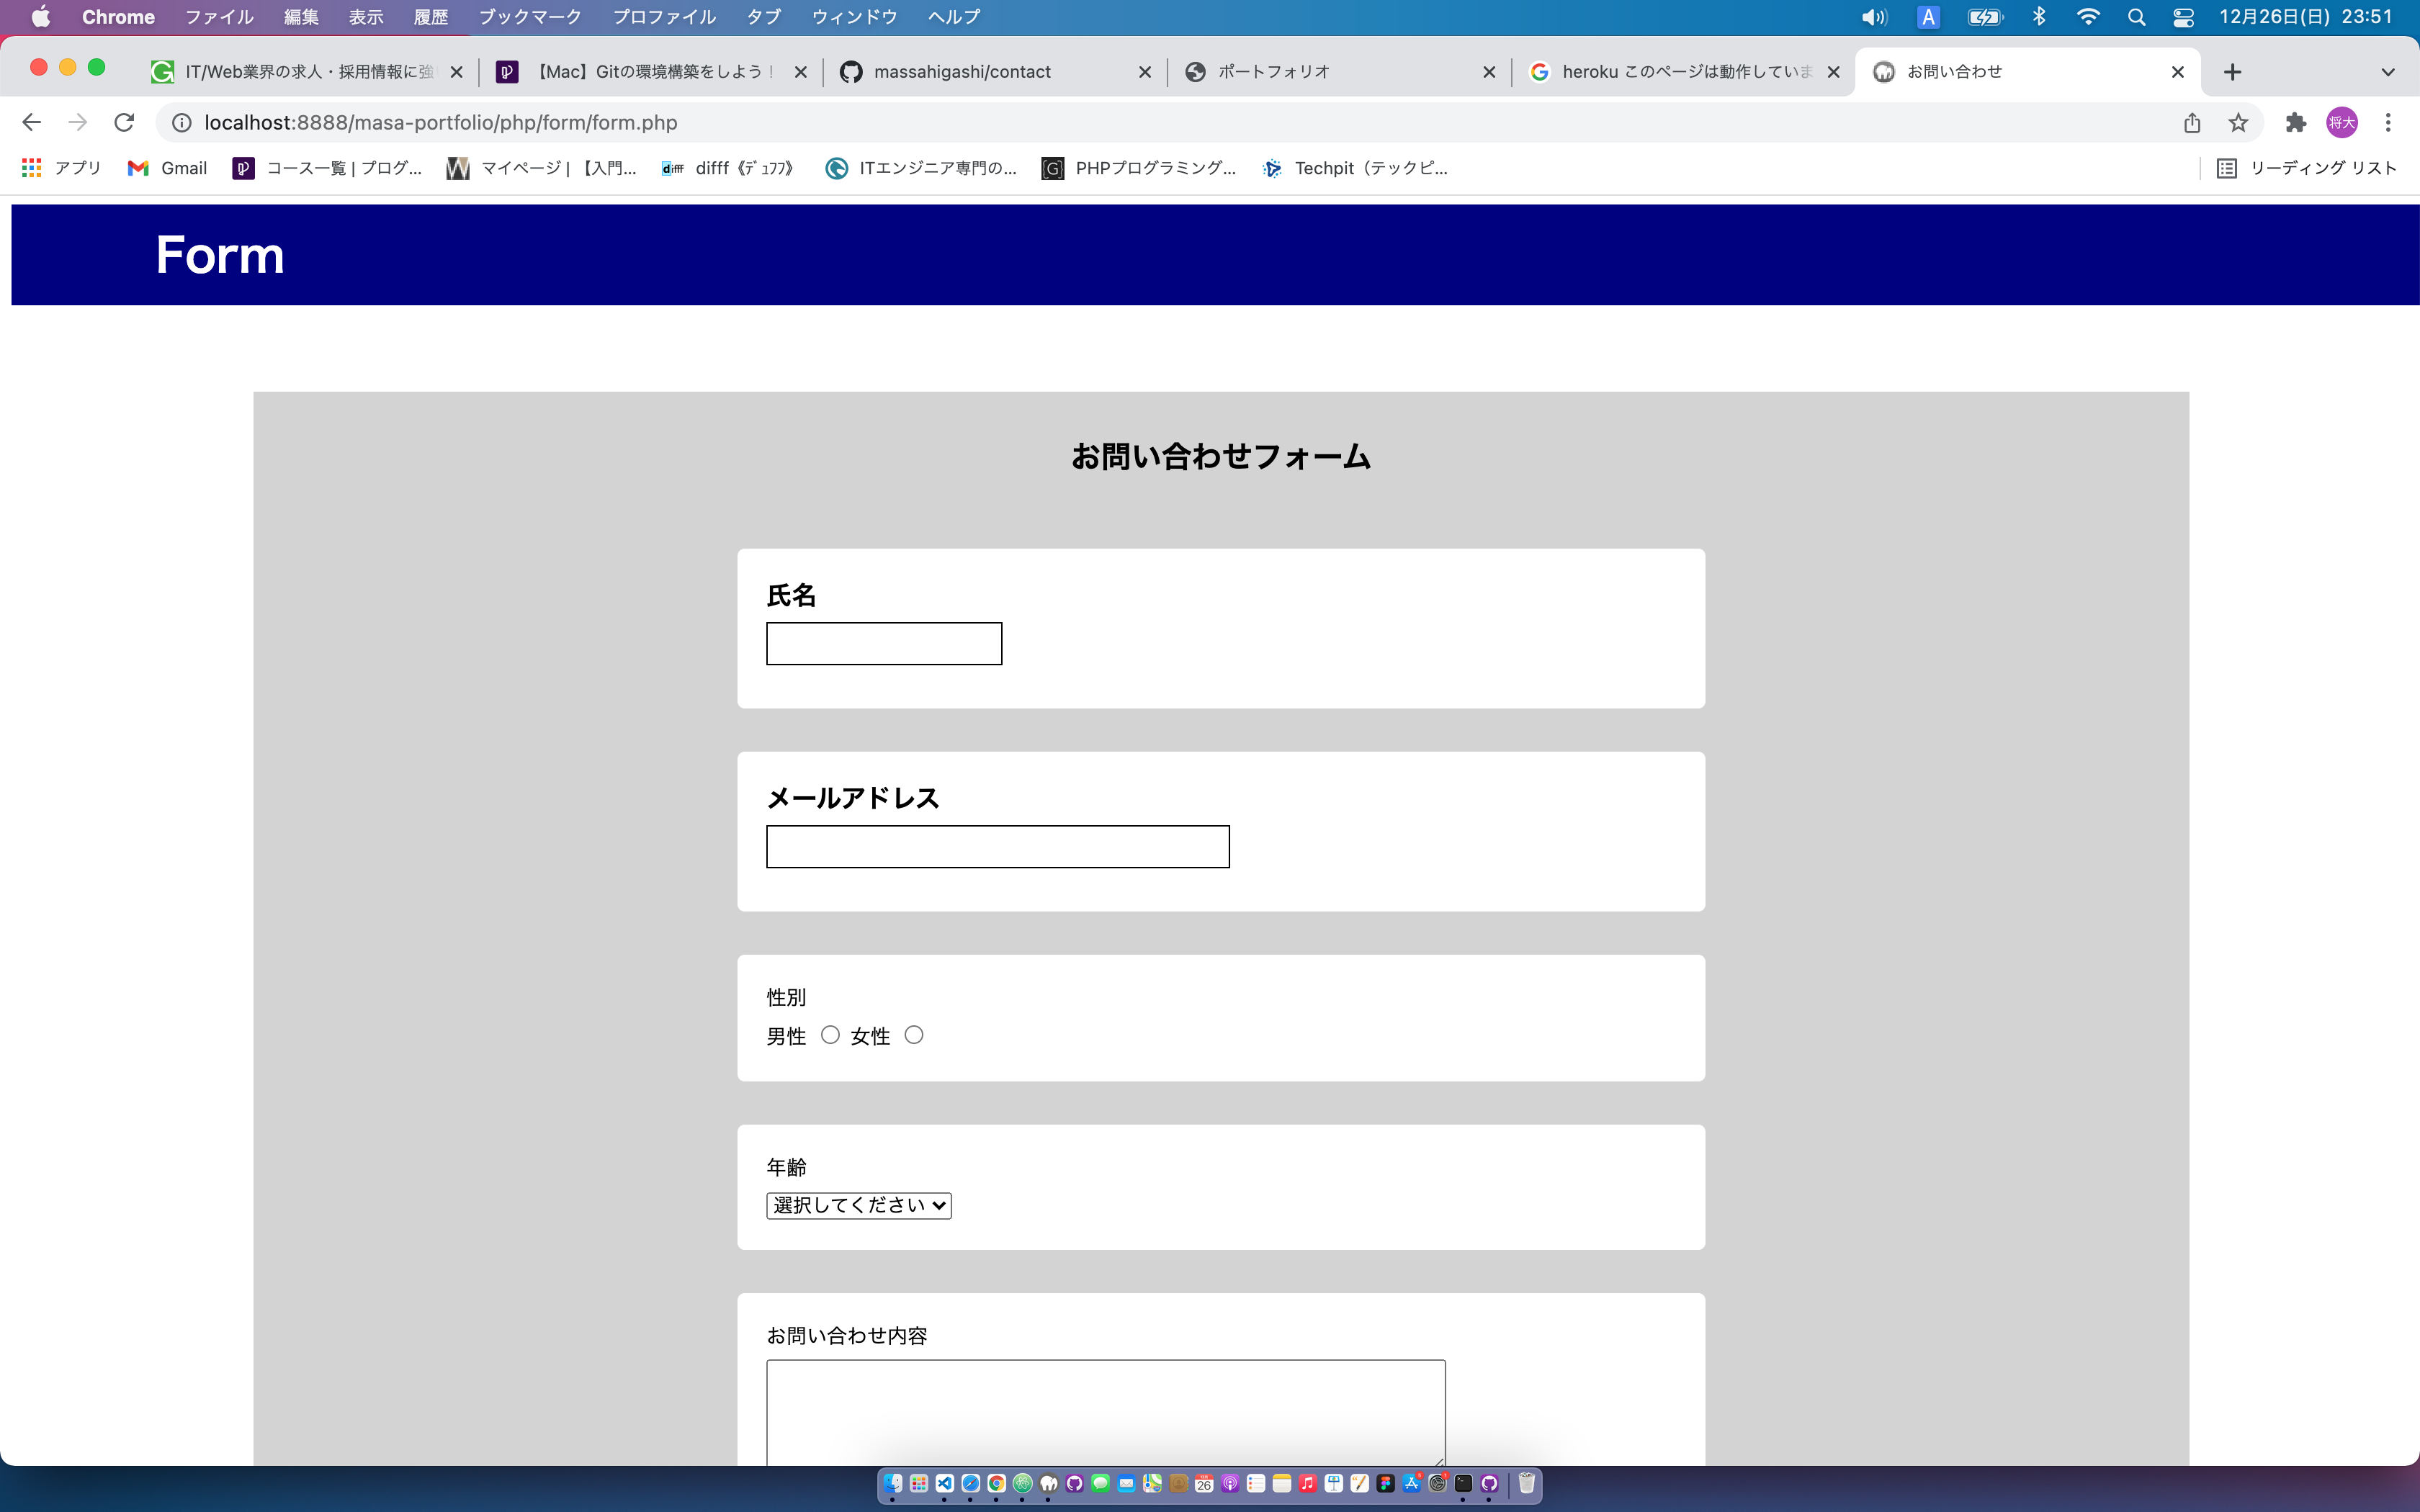 Chrome ファイル 編集 表示 履歴 ブックマーク プロファイル タブ ウィンドウ ヘルプ A 12月26日(日) 23:51
IT/Web業界の求人・採用情報に強 【Mac】Gitの環境構築をしよう！ massahigashi/contact ポートフォリオ heroku このページは動作していま お問い合わせ
localhost:8888/masa-portfolio/php/form/form.php 将大
アプリ Gmail コース一覧 | プログ... マイページ | 【入門... difff《ﾃﾞｭﾌﾌ》 ITエンジニア専門の... PHPプログラミング... Techpit（テックピ... リーディング リスト
Form
お問い合わせフォーム
氏名
メールアドレス
性別
男性 女性
年齢
選択してください
お問い合わせ内容
26